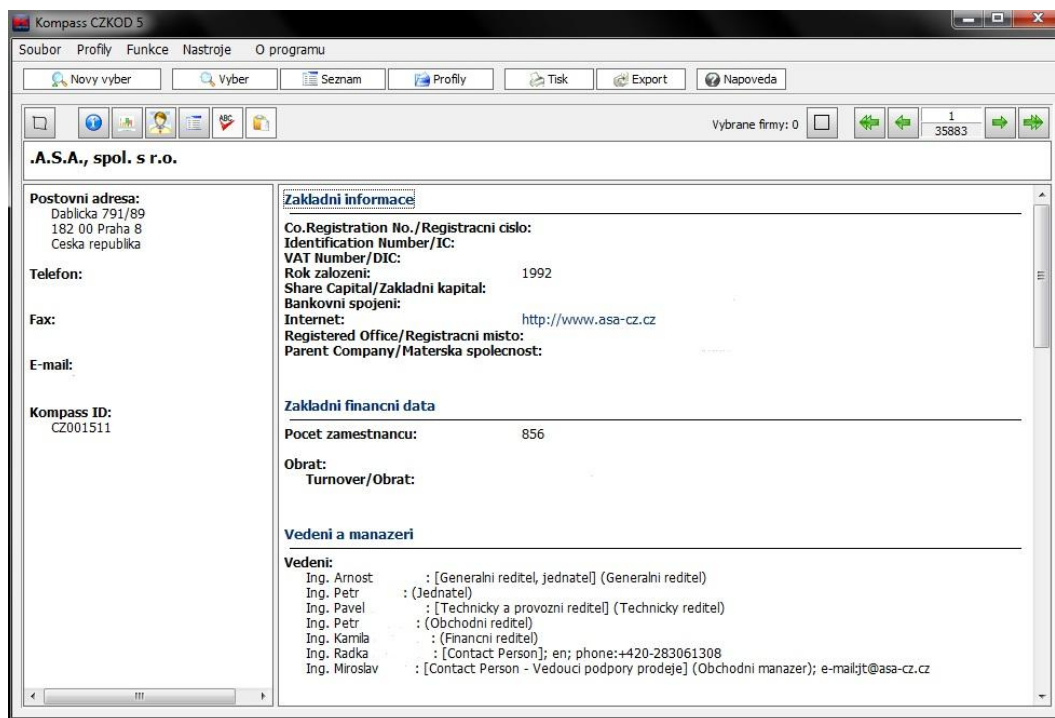 Kompass CZKOD 5
Soubor Profily Funkce Nastroje O programu
Novy vyber Vyber Seznam Profily Tisk Export Napoveda
ABC Vybrane firmy: 0 1
35883
.A.S.A., spol. s r.o.
Postovni adresa:
Dablicka 791/89
182 00 Praha 8
Ceska republika
Telefon:
Fax:
E-mail:
Kompass ID:
CZ001511
Zakladni informace
Co.Registration No./Registracni cislo:
Identification Number/IC:
VAT Number/DIC:
Rok zalozeni: 1992
Share Capital/Zakladni kapital:
Bankovni spojeni:
Internet: http://www.asa-cz.cz
Registered Office/Registracni misto:
Parent Company/Materska spolecnost:
Zakladni financni data
Pocet zamestnancu: 856
Obrat:
Turnover/Obrat:
Vedeni a manazeri
Vedeni:
Ing. Arnost : [Generalni reditel, jednatel] (Generalni reditel)
Ing. Petr : (Jednatel)
Ing. Pavel : [Technicky a provozni reditel] (Technicky reditel)
Ing. Petr : (Obchodni reditel)
Ing. Kamila : (Financni reditel)
Ing. Radka : [Contact Person]; en; phone:+420-283061308
Ing. Miroslav : [Contact Person - Vedouci podpory prodeje] (Obchodni manazer); e-mail:jt@asa-cz.cz